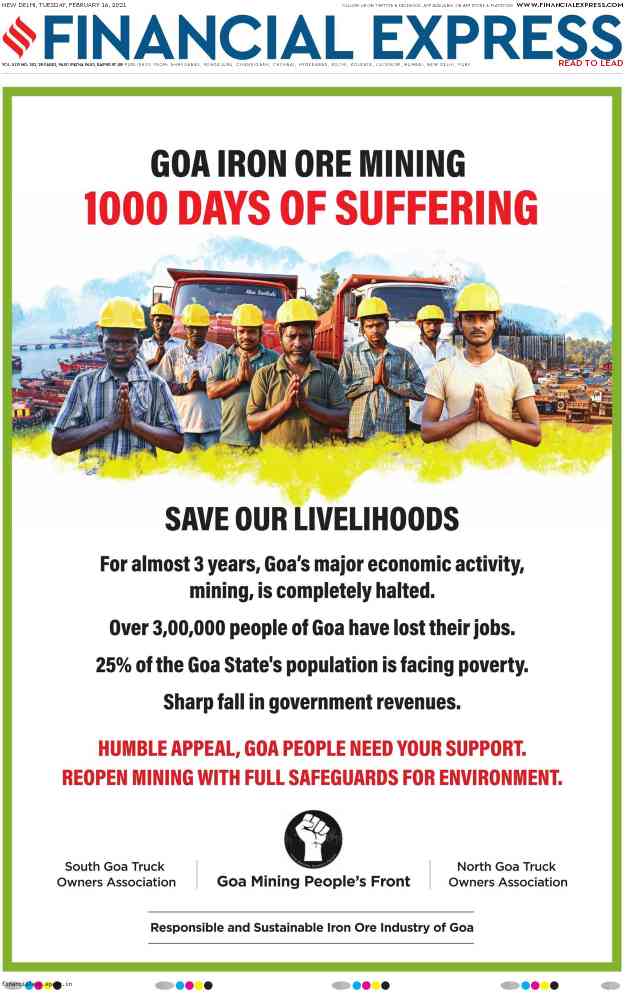 NEW DELHI, TUESDAY, FEBRUARY 16, 2021
WWW.FINANCIALEXPRESS.COM
FINANCIAL EXPRESS
READ TO LEAD
GOA IRON ORE MINING
1000 DAYS OF SUFFERING
SAVE OUR LIVELIHOODS
For almost 3 years, Goa's major economic activity,
mining, is completely halted.
Over 3,00,000 people of Goa have lost their jobs.
25% of the Goa State's population is facing poverty.
Sharp fall in government revenues.
HUMBLE APPEAL, GOA PEOPLE NEED YOUR SUPPORT.
REOPEN MINING WITH FULL SAFEGUARDS FOR ENVIRONMENT.
South Goa Truck
Owners Association
Goa Mining People's Front
North Goa Truck
Owners Association
Responsible and Sustainable Iron Ore Industry of Goa